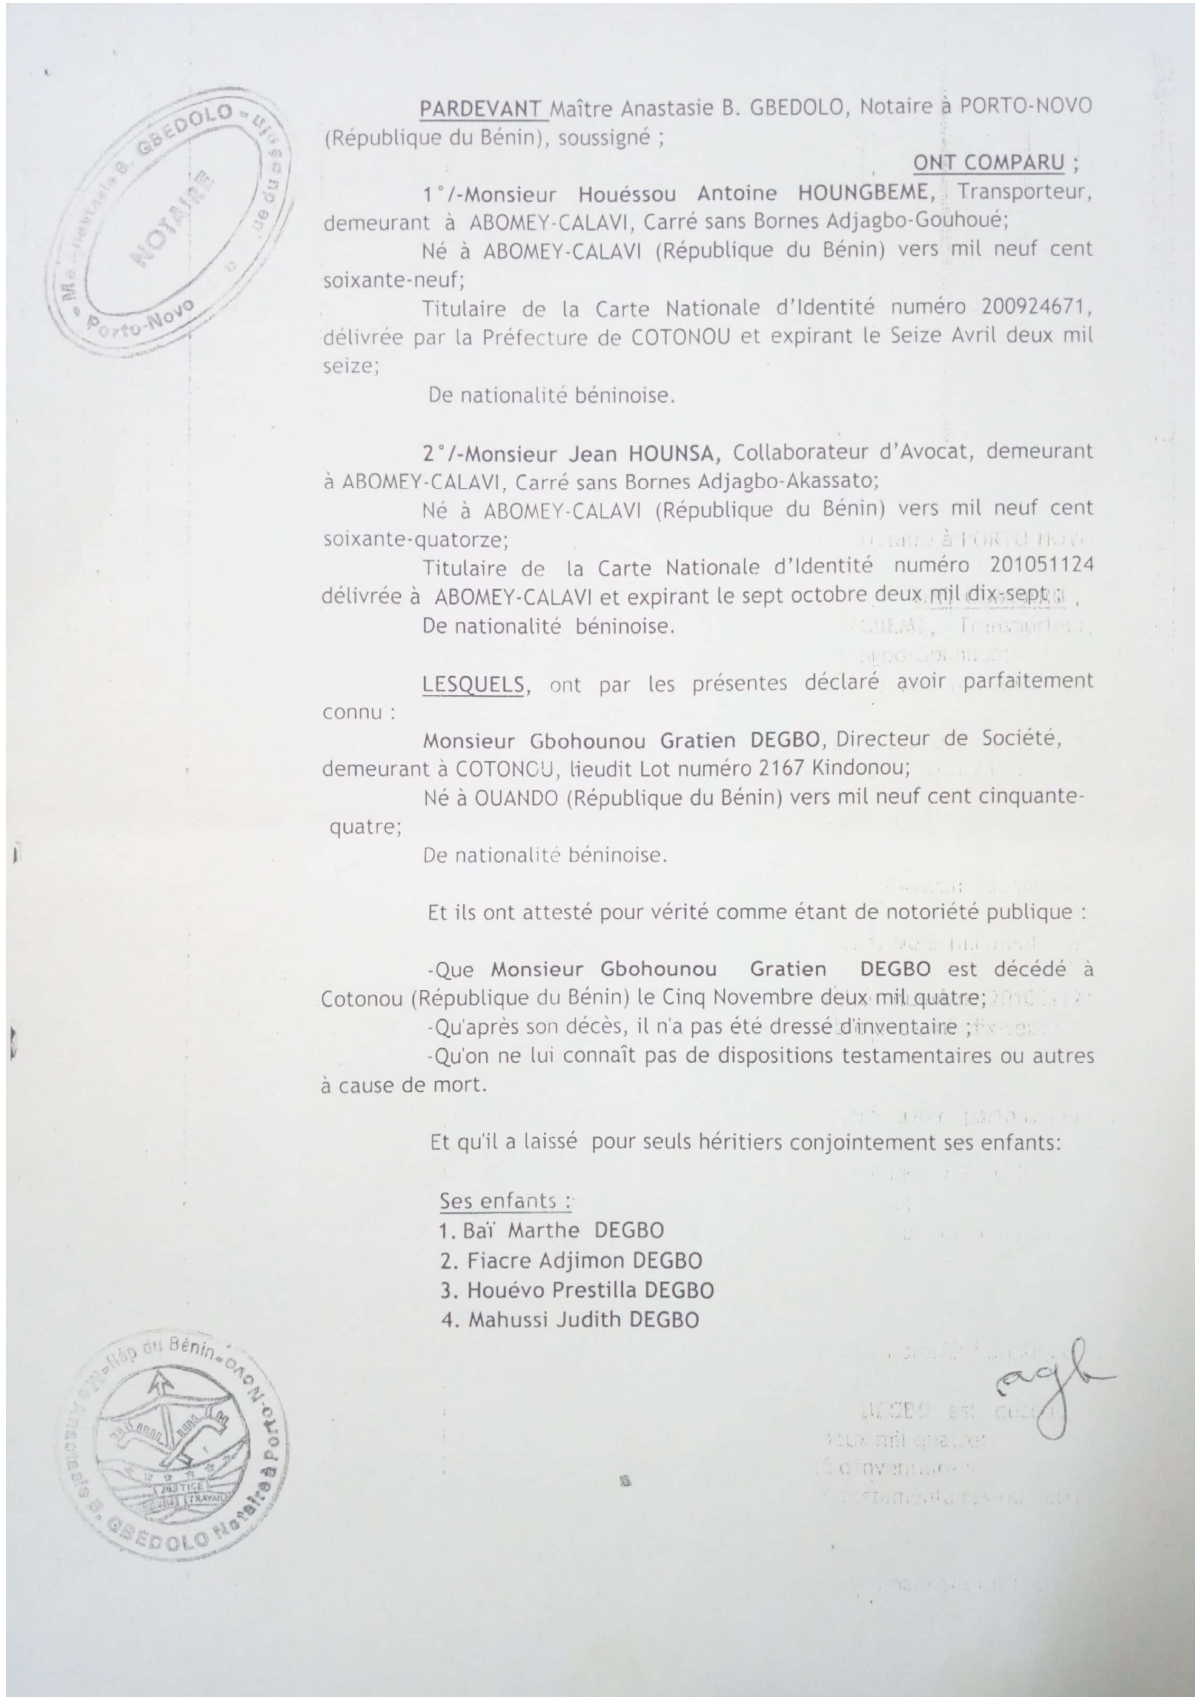 Me Anastasie B. GBEDOLO
NOTAIRE
Porto-Novo
PARDEVANT Maître Anastasie B. GBEDOLO, Notaire à PORTO-NOVO
(République du Bénin), soussigné ;
ONT COMPARU ;
1°/-Monsieur Houéssou Antoine HOUNGBEME, Transporteur,
demeurant à ABOMEY-CALAVI, Carré sans Bornes Adjagbo-Gouhoué;
Né à ABOMEY-CALAVI (République du Bénin) vers mil neuf cent
soixante-neuf;
Titulaire de la Carte Nationale d'Identité numéro 200924671,
délivrée par la Préfecture de COTONOU et expirant le Seize Avril deux mil
seize;
De nationalité béninoise.
2°/-Monsieur Jean HOUNSA, Collaborateur d'Avocat, demeurant
à ABOMEY-CALAVI, Carré sans Bornes Adjagbo-Akassato;
Né à ABOMEY-CALAVI (République du Bénin) vers mil neuf cent
soixante-quatorze;
Titulaire de la Carte Nationale d'Identité numéro 201051124
délivrée à ABOMEY-CALAVI et expirant le sept octobre deux mil dix-sept ;
De nationalité béninoise.
LESQUELS, ont par les présentes déclaré avoir parfaitement
connu :
Monsieur Gbohounou Gratien DEGBO, Directeur de Société,
demeurant à COTONOU, lieudit Lot numéro 2167 Kindonou;
Né à OUANDO (République du Bénin) vers mil neuf cent cinquante-
quatre;
De nationalité béninoise.
Et ils ont attesté pour vérité comme étant de notoriété publique :
-Que Monsieur Gbohounou Gratien DEGBO est décédé à
Cotonou (République du Bénin) le Cinq Novembre deux mil quatre;
-Qu'après son décès, il n'a pas été dressé d'inventaire ;
-Qu'on ne lui connaît pas de dispositions testamentaires ou autres
à cause de mort.
Et qu'il a laissé pour seuls héritiers conjointement ses enfants:
Ses enfants :
1. Baï Marthe DEGBO
2. Fiacre Adjimon DEGBO
3. Houévo Prestilla DEGBO
4. Mahussi Judith DEGBO
agb
Rép du Bénin
Anastasie B. GBEDOLO Notaire à Porto-Novo
JUSTICE
TRAVAIL